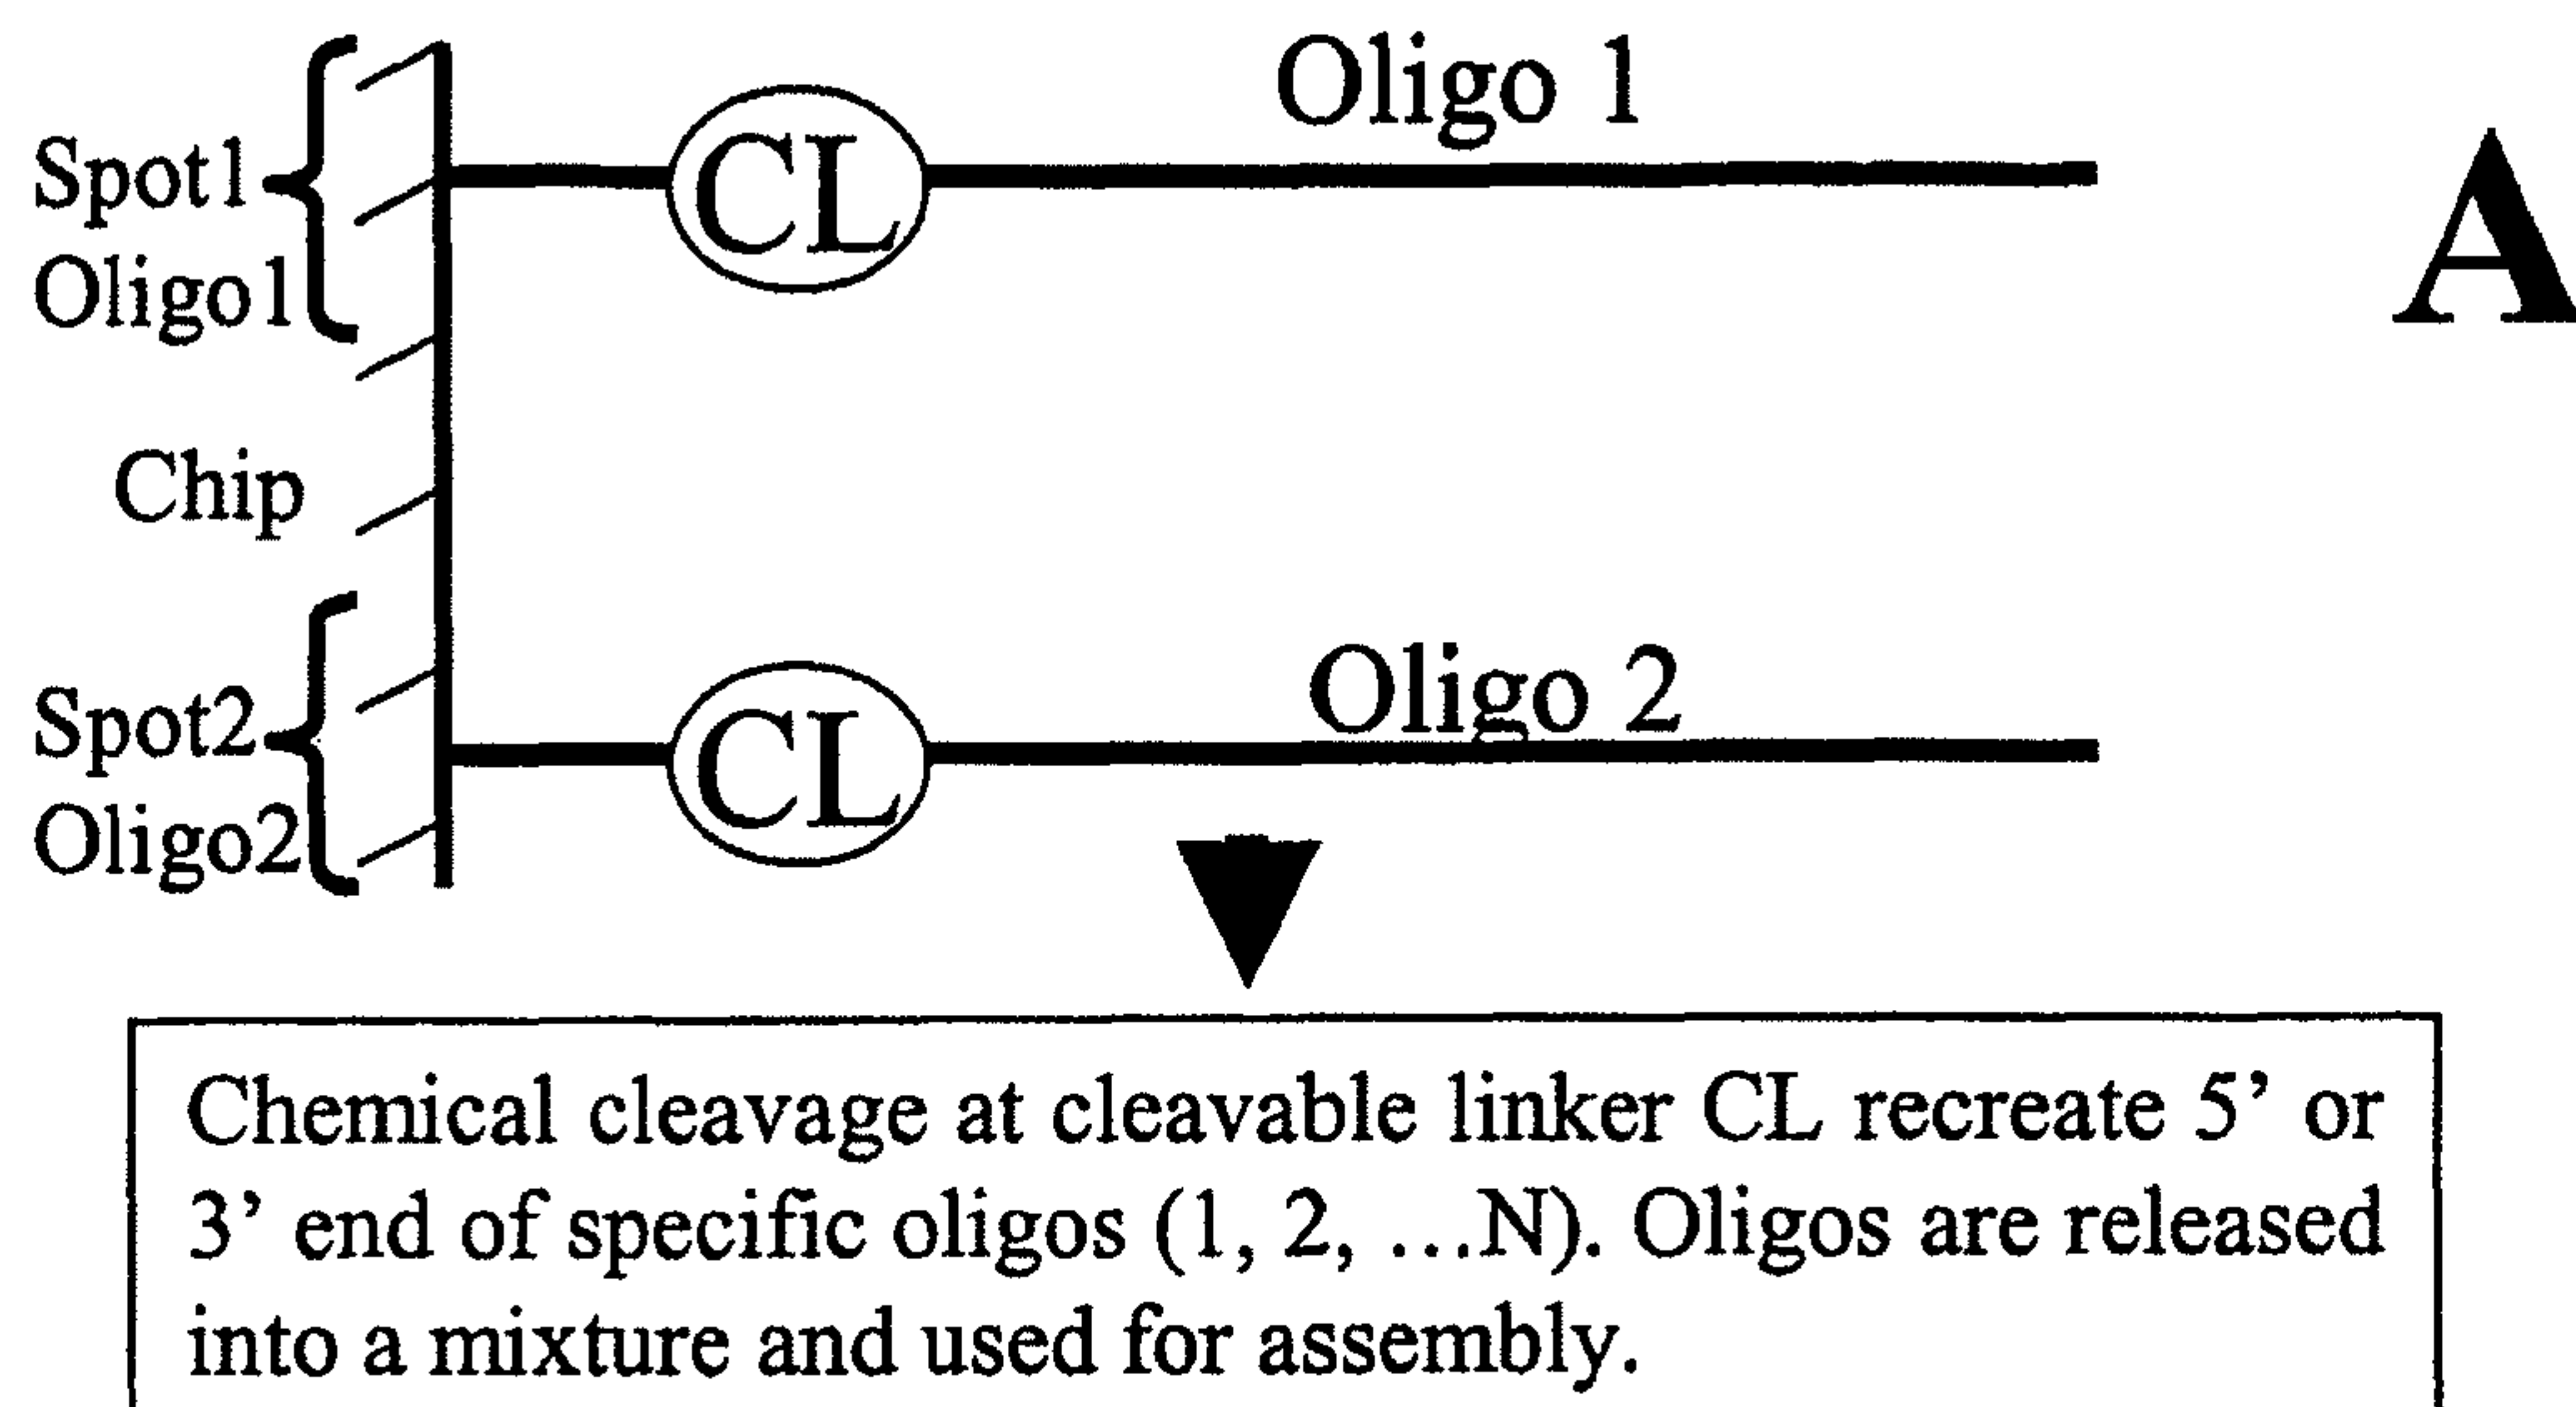 Oligo 1
A
CL
Spot1
Oligo1
Chip
Oligo 2
Spot2
CL
Oligo2
Chemical cleavage at cleavable linker CL recreate 5’ or
3’ end of specific oligos (1, 2, ...N). Oligos are released
into a mixture and used for assembly.